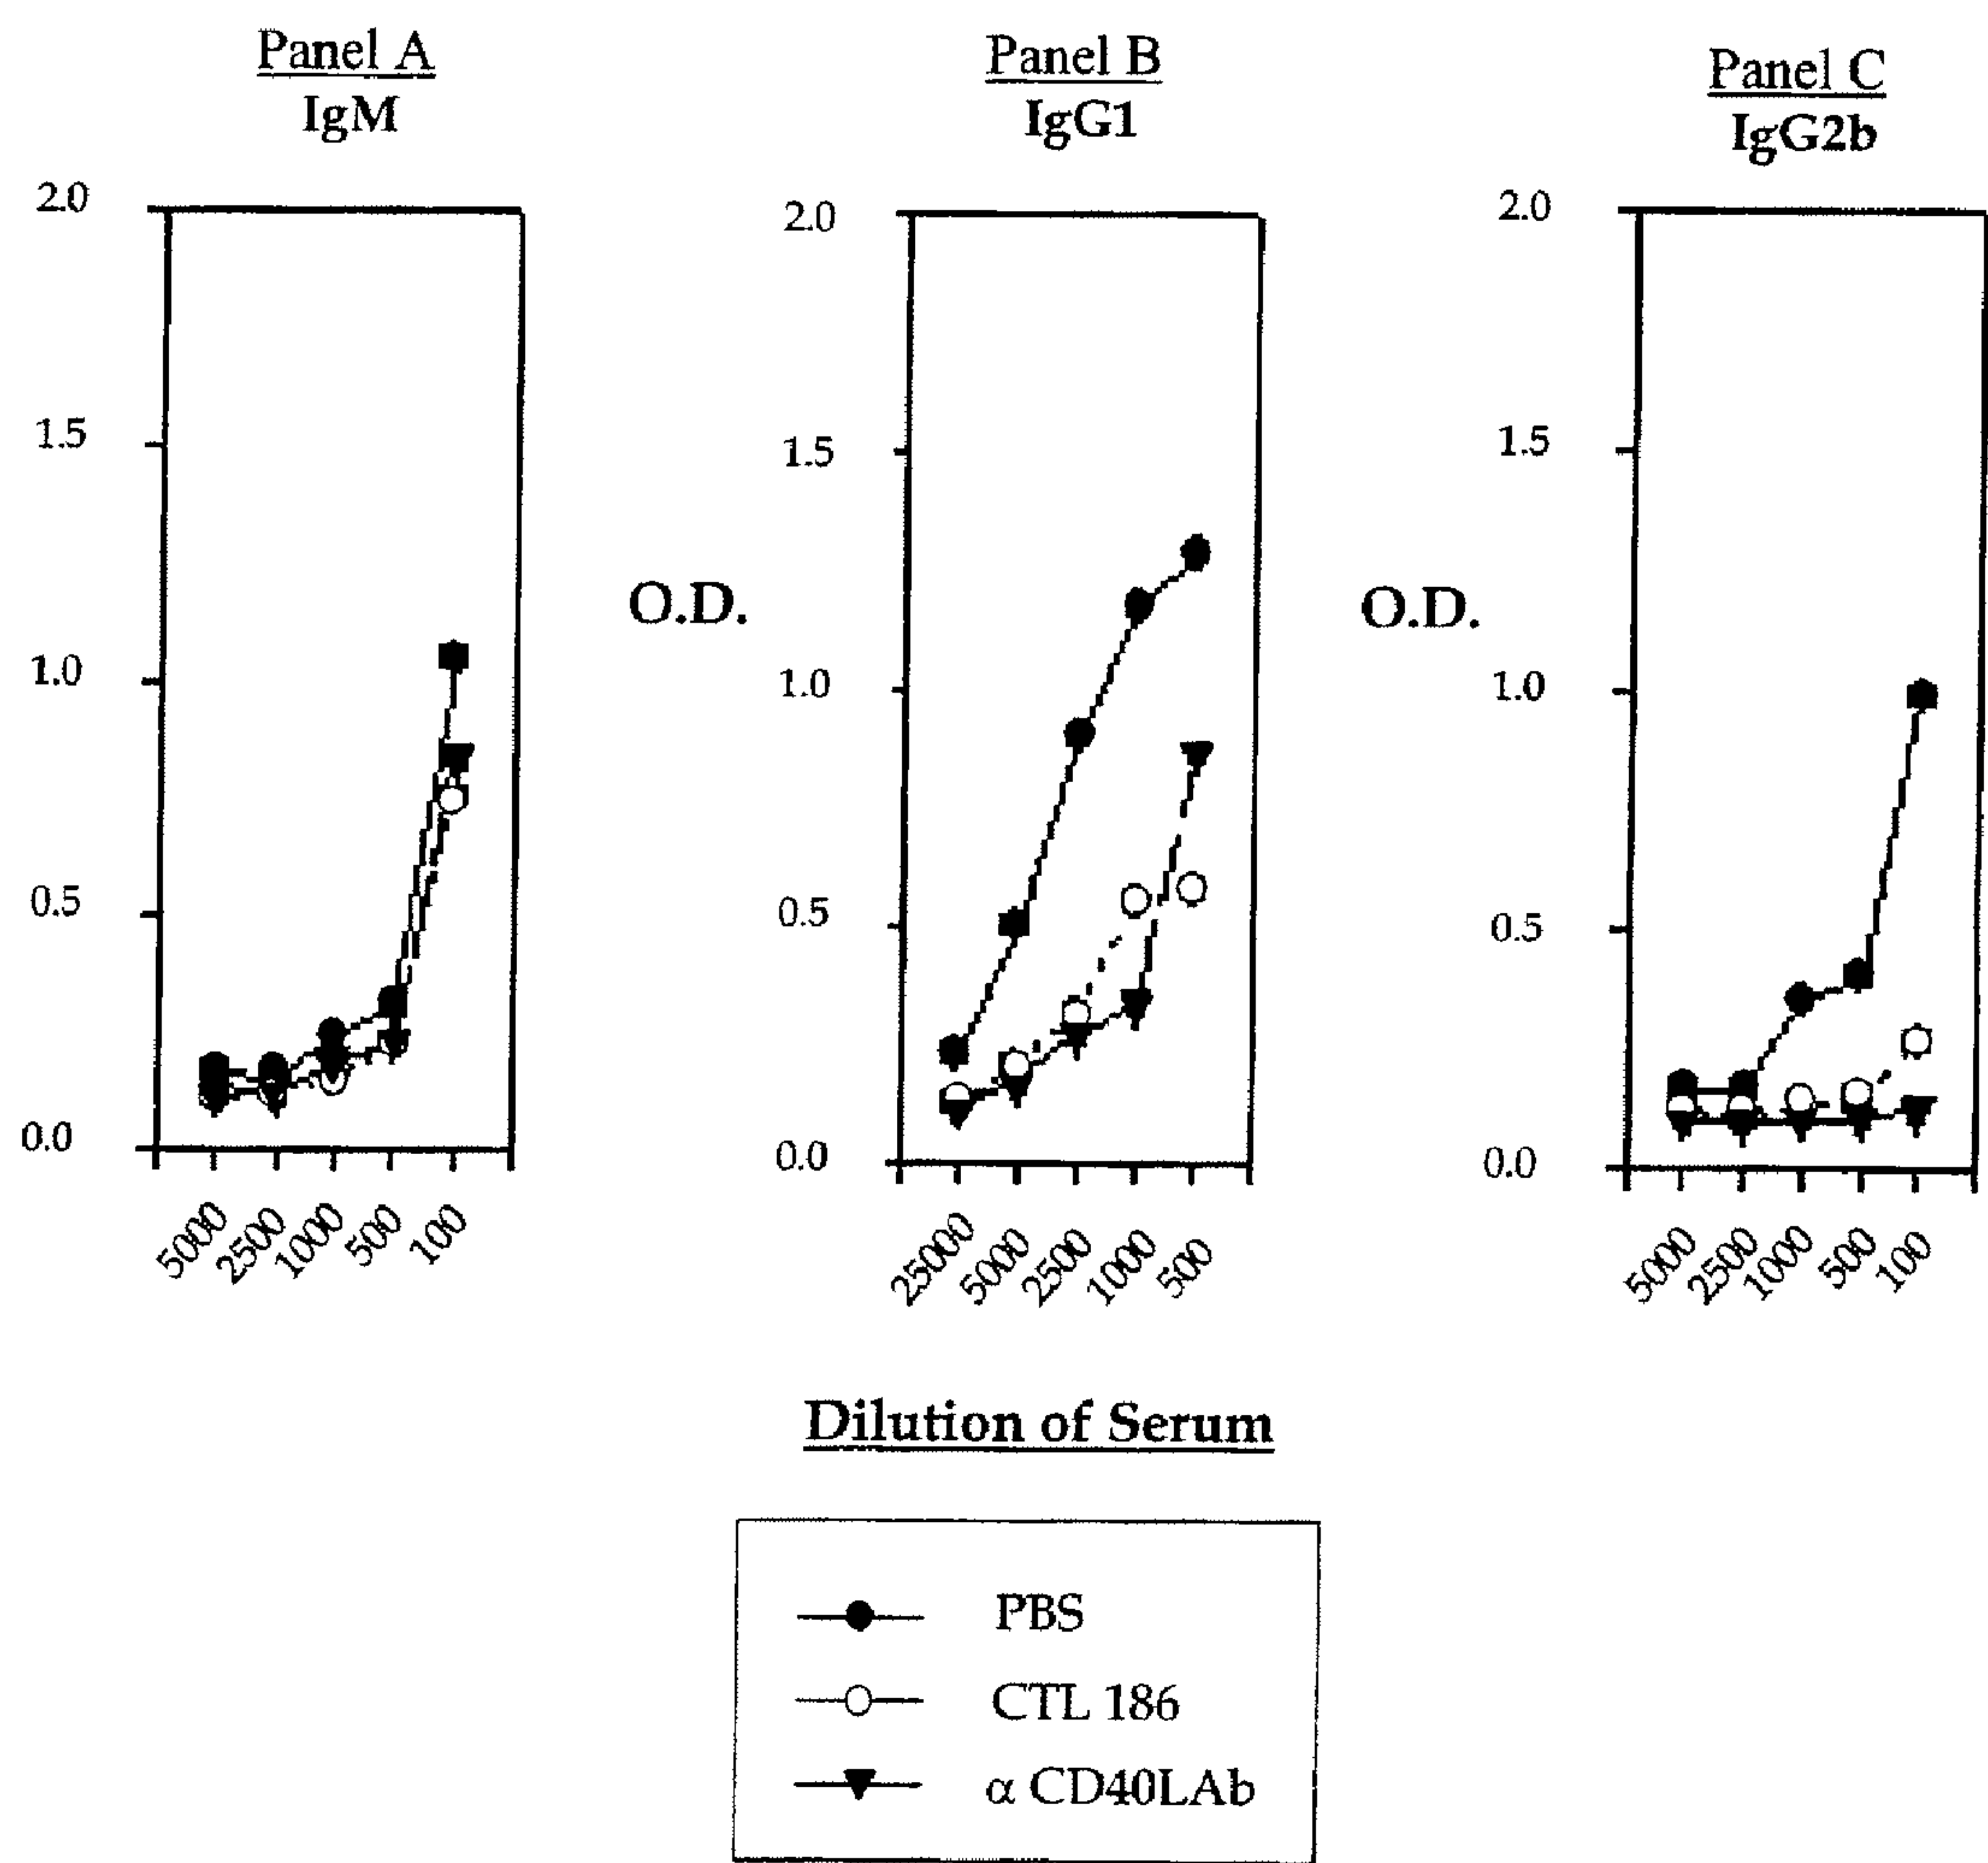 Panel A
IgM
2.0
1.5
1.0
0.5
0.0
5000
2500
1000
500
100
Panel B
IgG1
O.D.
2.0
1.5
1.0
0.5
0.0
25000
5000
2500
1000
500
Panel C
IgG2b
O.D.
2.0
1.5
1.0
0.5
0.0
5000
2500
1000
500
100
Dilution of Serum
PBS
CTL 186
α CD40LAb